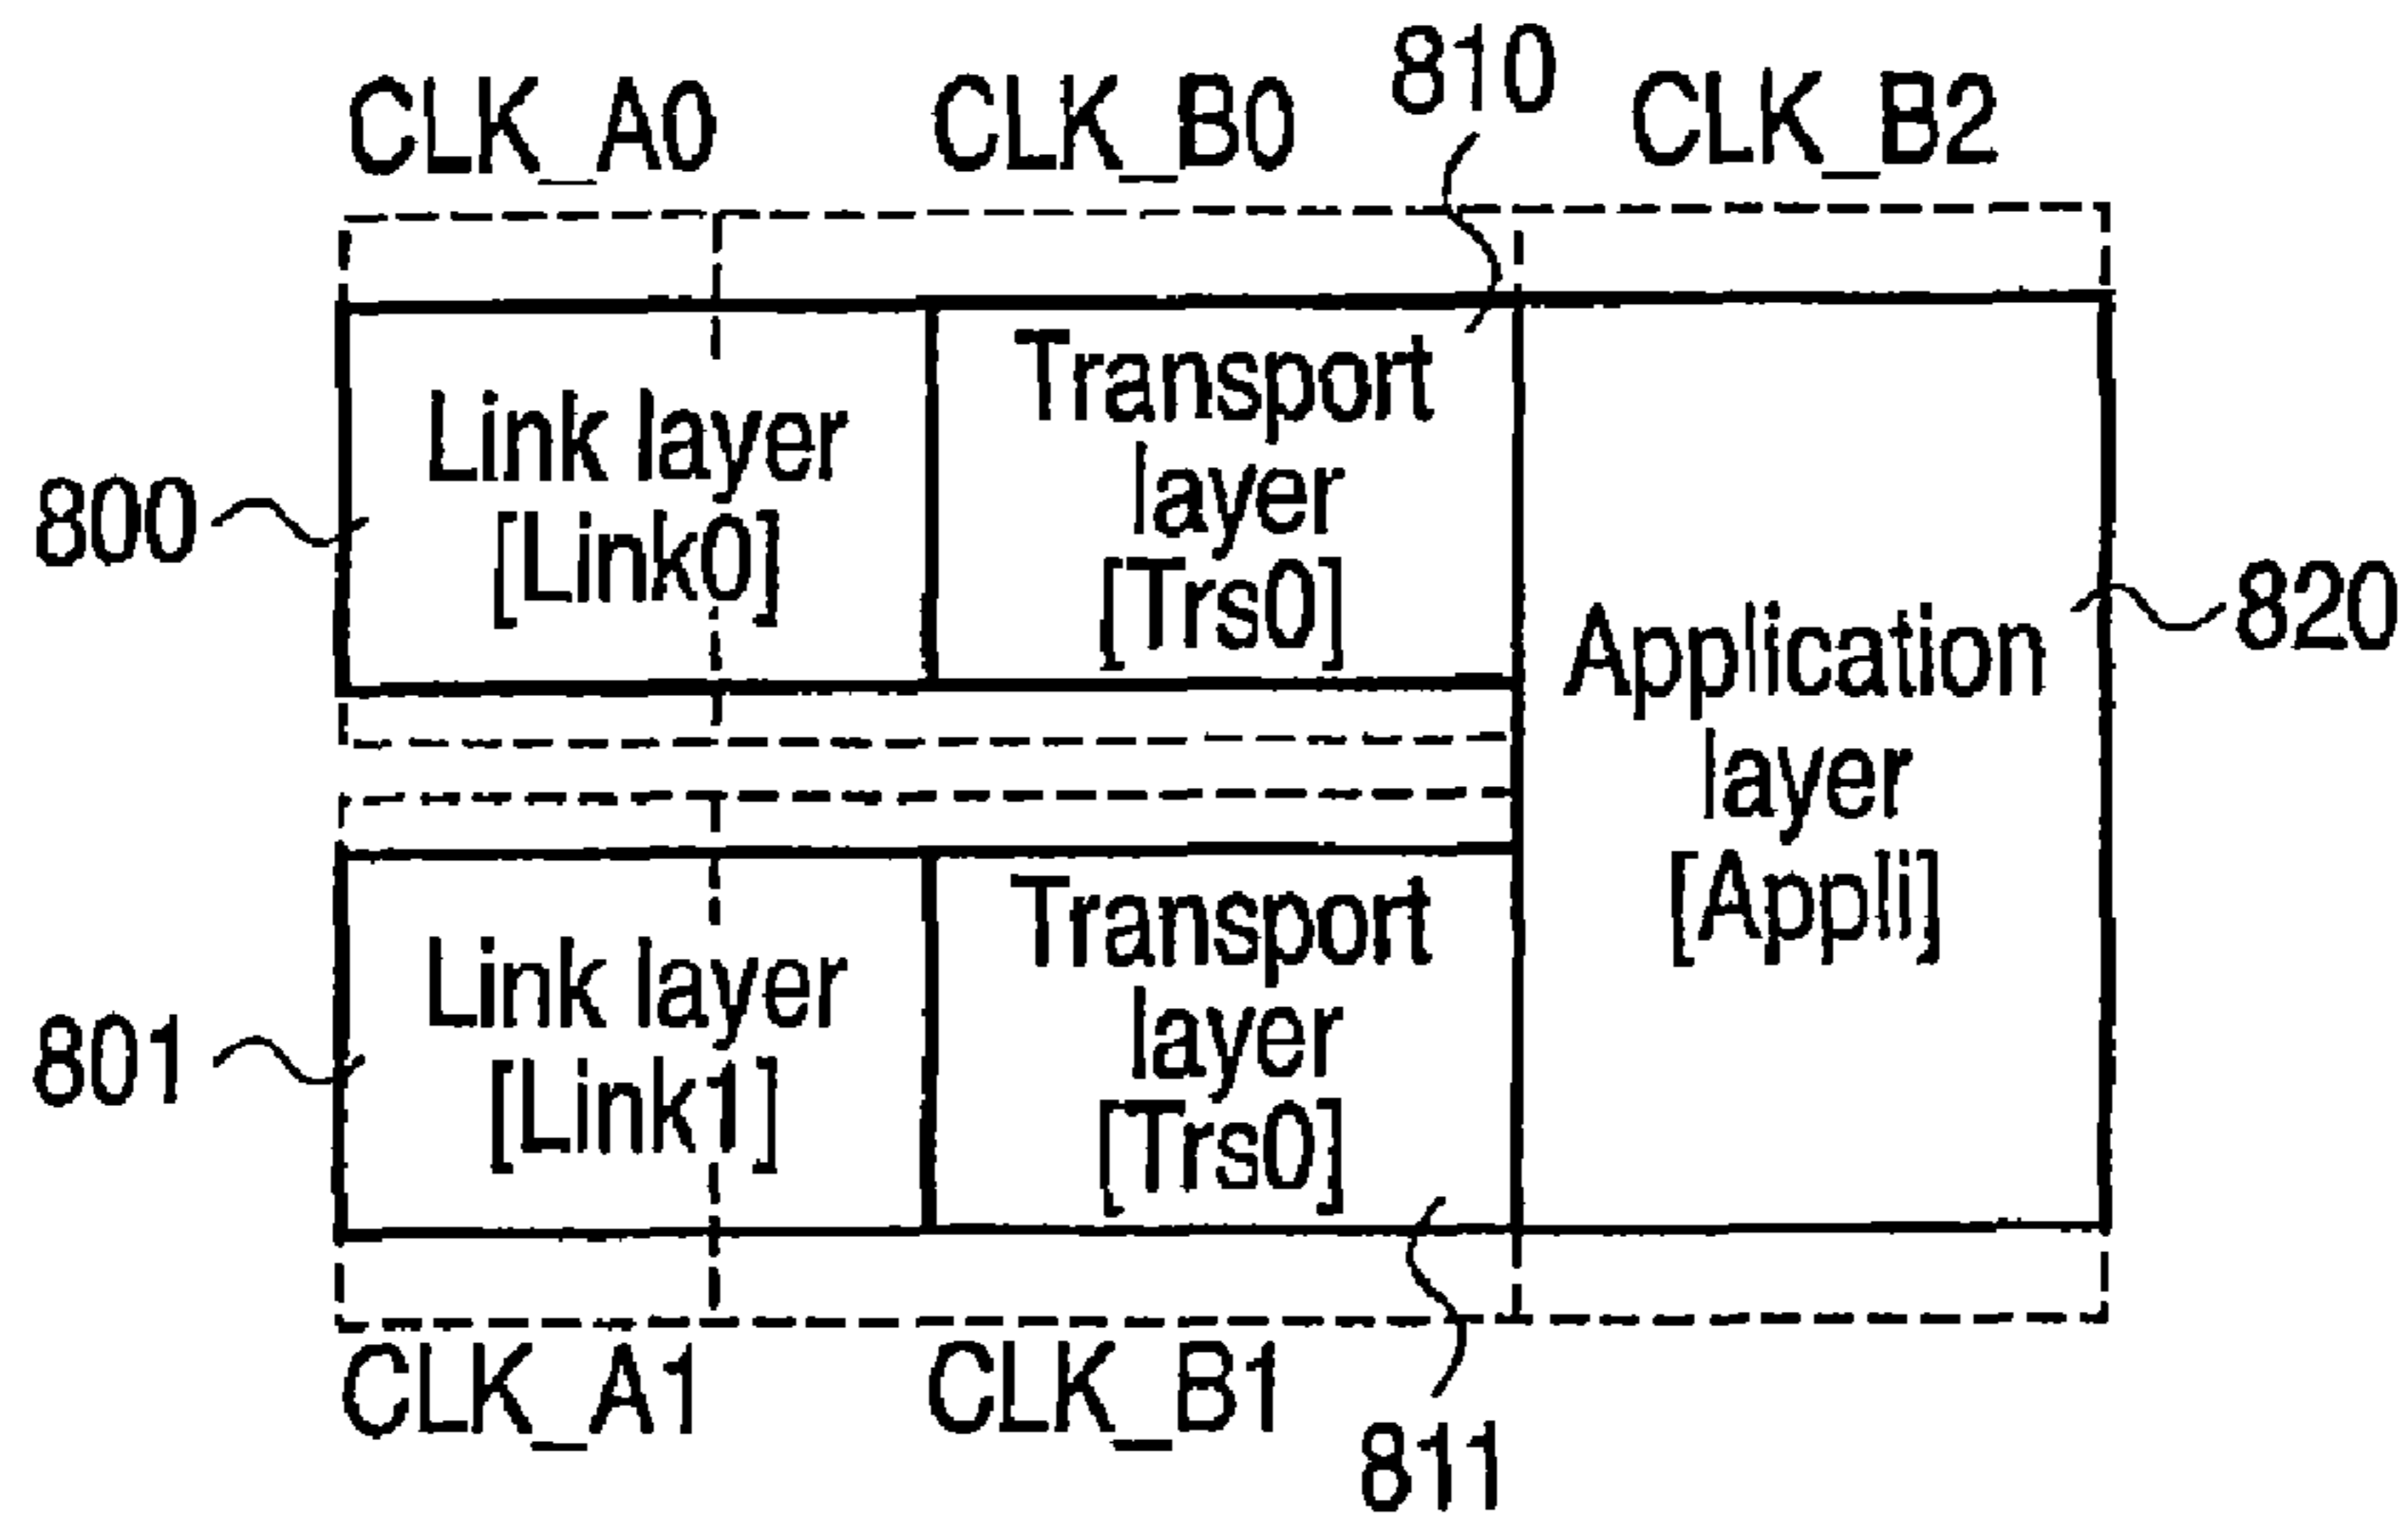 810
CLK_A0 CLK_B0 CLK_B2
Link layer
[Link0]
Transport
layer
[Trs0]
800
820
Application
layer
[Appli]
Link layer
[Link1]
Transport
layer
[Trs0]
801
CLK_A1 CLK_B1
811